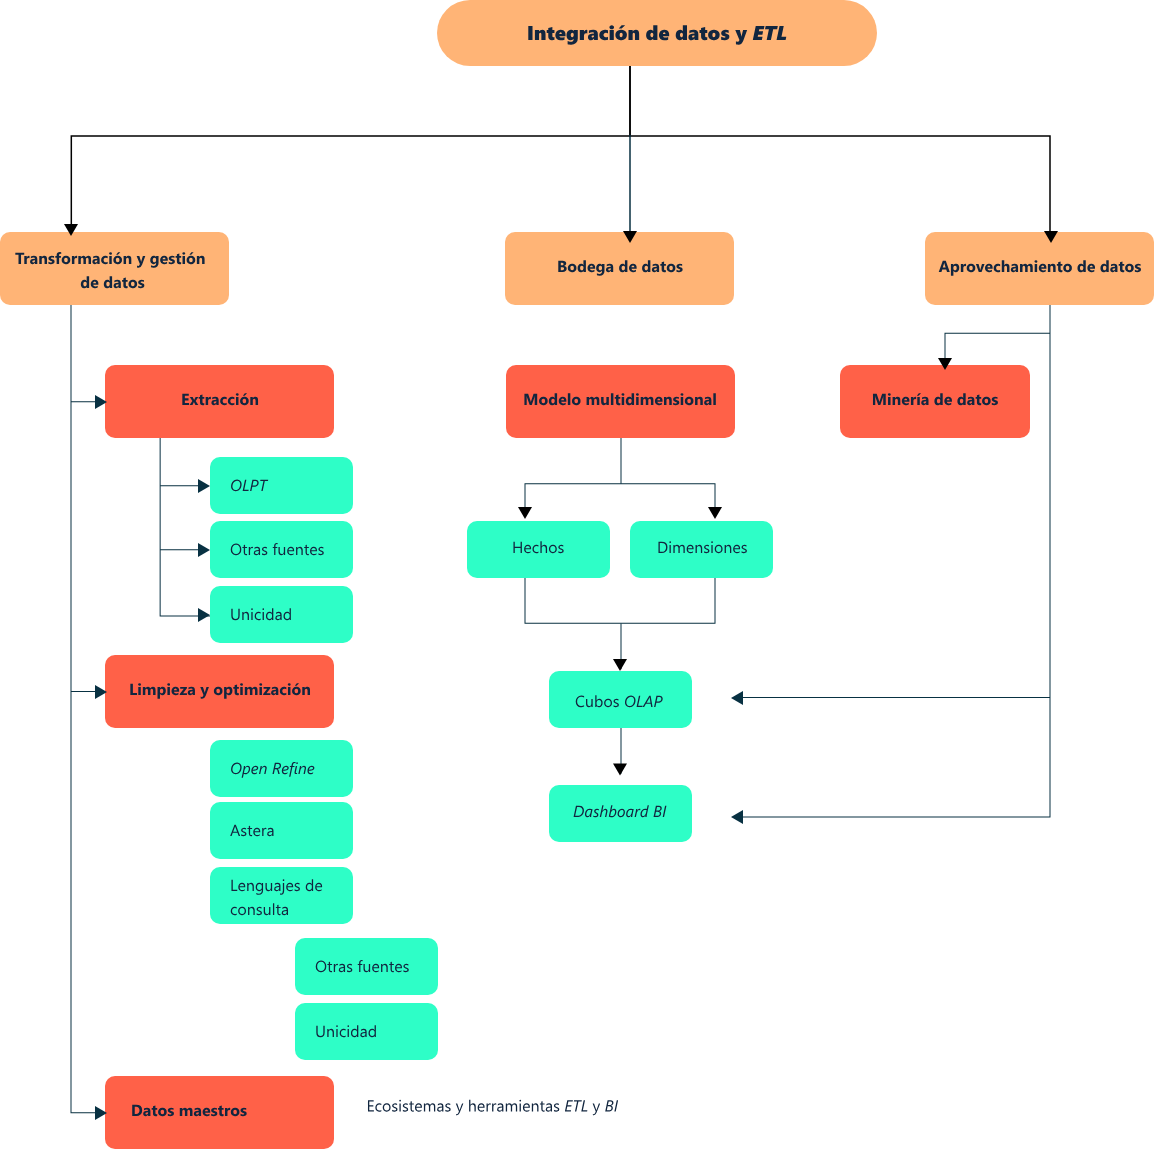 Integración de datos y ETL
Transformación y gestión
de datos
Bodega de datos
Aprovechamiento de datos
Extracción
Modelo multidimensional
Minería de datos
OLPT
Otras fuentes
Unicidad
Hechos
Dimensiones
Limpieza y optimización
Cubos OLAP
Open Refine
Dashboard BI
Astera
Lenguajes de
consulta
Otras fuentes
Unicidad
Datos maestros
Ecosistemas y herramientas ETL y BI